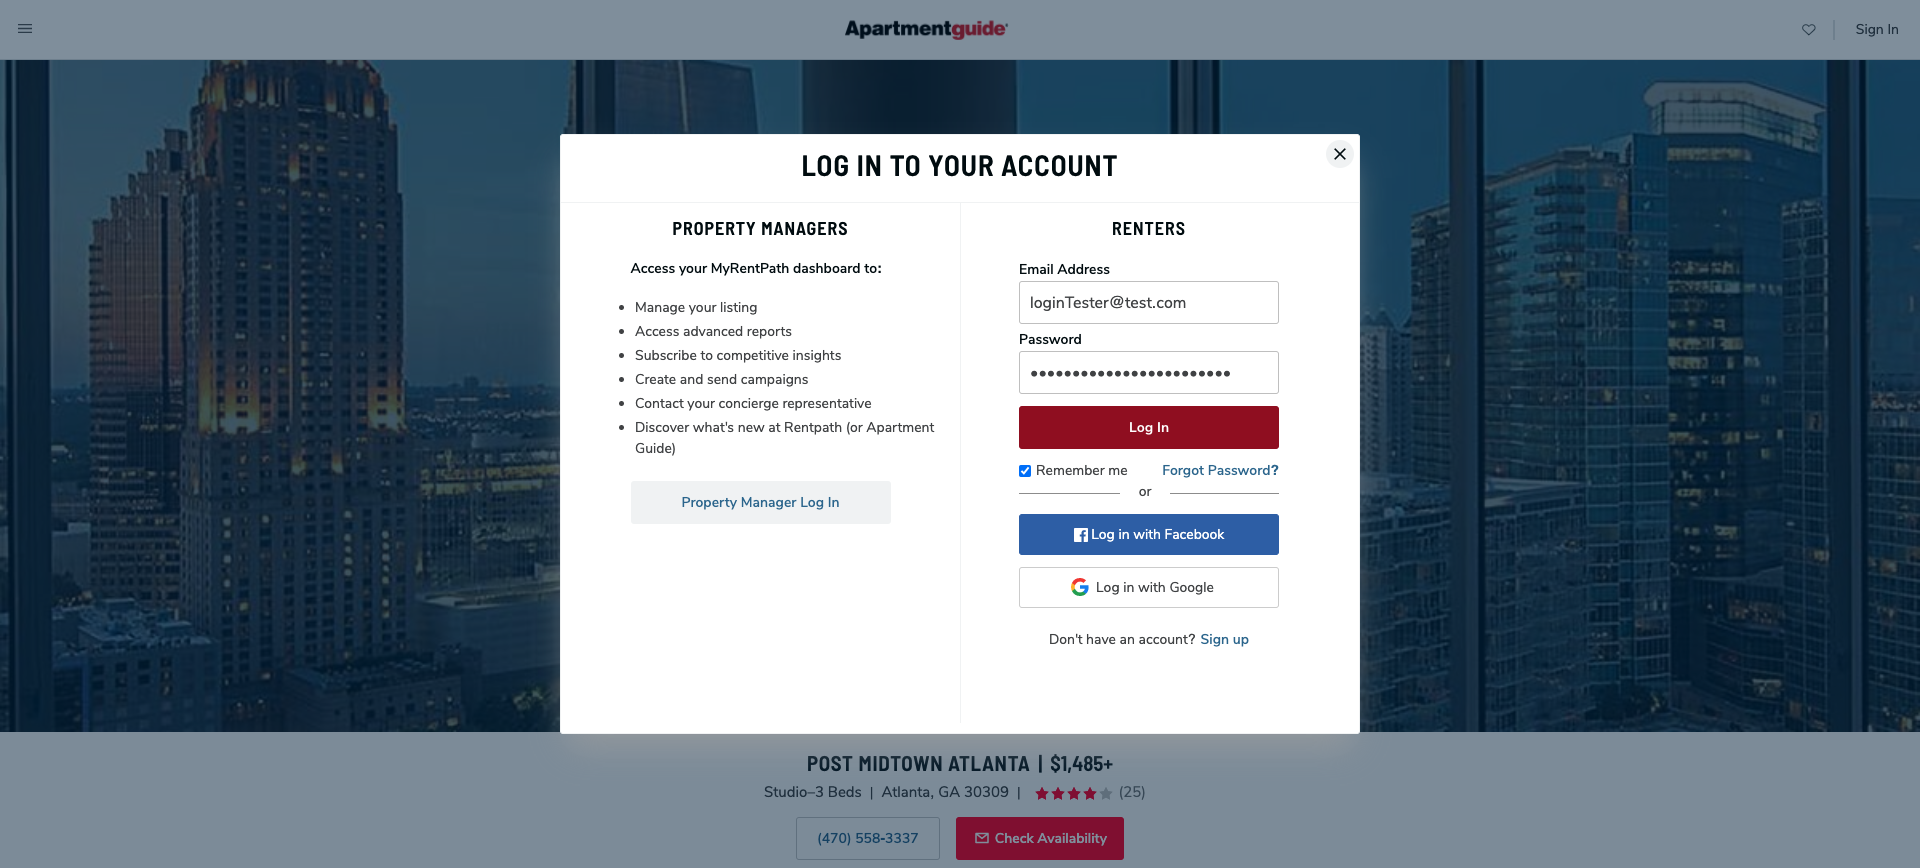 Apartmentguide
Sign In
LOG IN TO YOUR ACCOUNT
PROPERTY MANAGERS
Access your MyRentPath dashboard to:
Manage your listing
Access advanced reports
Subscribe to competitive insights
Create and send campaigns
Contact your concierge representative
Discover what's new at Rentpath (or Apartment
Guide)
Property Manager Log In
RENTERS
Email Address
loginTester@test.com
Password
Log In
Remember me
Forgot Password?
or
Log in with Facebook
Log in with Google
Don't have an account? Sign up
POST MIDTOWN ATLANTA | $1,485+
Studio–3 Beds | Atlanta, GA 30309 | (25)
(470) 558-3337
Check Availability